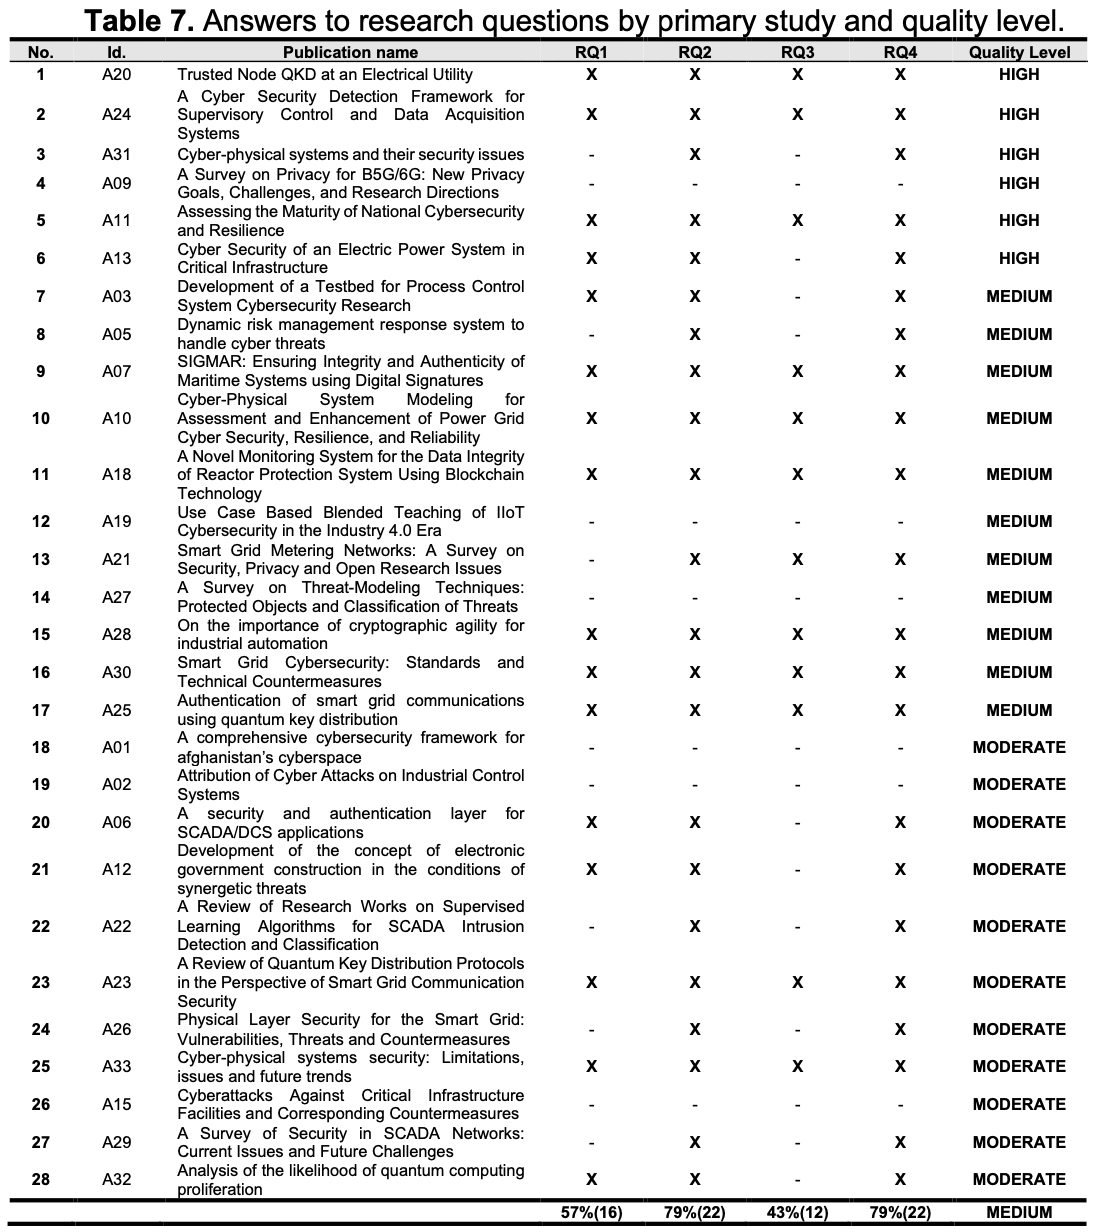 Table 7. Answers to research questions by primary study and quality level.
No. Id. Publication name RQ1 RQ2 RQ3 RQ4 Quality Level
1 A20 Trusted Node QKD at an Electrical Utility X X X X HIGH
A Cyber Security Detection Framework for
2 A24 Supervisory Control and Data Acquisition X X X X HIGH
Systems
3 A31 Cyber-physical systems and their security issues - X - X HIGH
4 A09 A Survey on Privacy for B5G/6G: New Privacy - - - - HIGH
Goals, Challenges, and Research Directions
5 A11 Assessing the Maturity of National Cybersecurity X X X X HIGH
and Resilience
6 A13 Cyber Security of an Electric Power System in X X - X HIGH
Critical Infrastructure
7 A03 Development of a Testbed for Process Control X X - X MEDIUM
System Cybersecurity Research
8 A05 Dynamic risk management response system to - X - X MEDIUM
handle cyber threats
9 A07 SIGMAR: Ensuring Integrity and Authenticity of X X X X MEDIUM
Maritime Systems using Digital Signatures
Cyber-Physical System Modeling for
10 A10 Assessment and Enhancement of Power Grid X X X X MEDIUM
Cyber Security, Resilience, and Reliability
A Novel Monitoring System for the Data Integrity
11 A18 of Reactor Protection System Using Blockchain X X X X MEDIUM
Technology
12 A19 Use Case Based Blended Teaching of IIoT - - - - MEDIUM
Cybersecurity in the Industry 4.0 Era
13 A21 Smart Grid Metering Networks: A Survey on - X X X MEDIUM
Security, Privacy and Open Research Issues
14 A27 A Survey on Threat-Modeling Techniques: - - - - MEDIUM
Protected Objects and Classification of Threats
15 A28 On the importance of cryptographic agility for X X X X MEDIUM
industrial automation
16 A30 Smart Grid Cybersecurity: Standards and X X X X MEDIUM
Technical Countermeasures
17 A25 Authentication of smart grid communications X X X X MEDIUM
using quantum key distribution
18 A01 A comprehensive cybersecurity framework for - - - - MODERATE
afghanistan's cyberspace
19 A02 Attribution of Cyber Attacks on Industrial Control - - - - MODERATE
Systems
20 A06 A security and authentication layer for X X - X MODERATE
SCADA/DCS applications
Development of the concept of electronic
21 A12 government construction in the conditions of X X - X MODERATE
synergetic threats
A Review of Research Works on Supervised
22 A22 Learning Algorithms for SCADA Intrusion - X - X MODERATE
Detection and Classification
A Review of Quantum Key Distribution Protocols
23 A23 in the Perspective of Smart Grid Communication X X X X MODERATE
Security
24 A26 Physical Layer Security for the Smart Grid: - X - X MODERATE
Vulnerabilities, Threats and Countermeasures
25 A33 Cyber-physical systems security: Limitations, X X X X MODERATE
issues and future trends
26 A15 Cyberattacks Against Critical Infrastructure - - - - MODERATE
Facilities and Corresponding Countermeasures
27 A29 A Survey of Security in SCADA Networks: - X - X MODERATE
Current Issues and Future Challenges
28 A32 Analysis of the likelihood of quantum computing X X - X MODERATE
proliferation
57%(16) 79%(22) 43%(12) 79%(22) MEDIUM